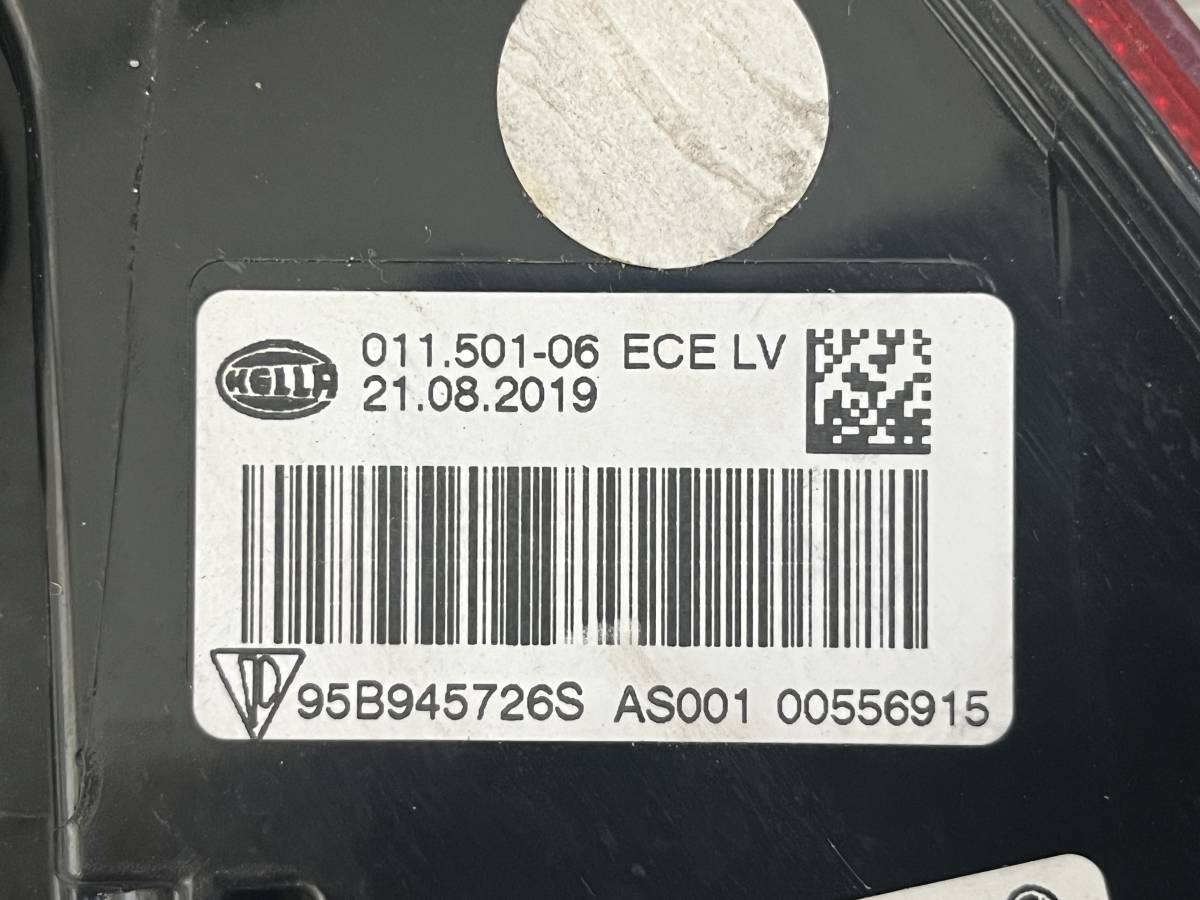 HELLA
011.501-06 ECE LV
21.08.2019
95B945726S AS001 00556915